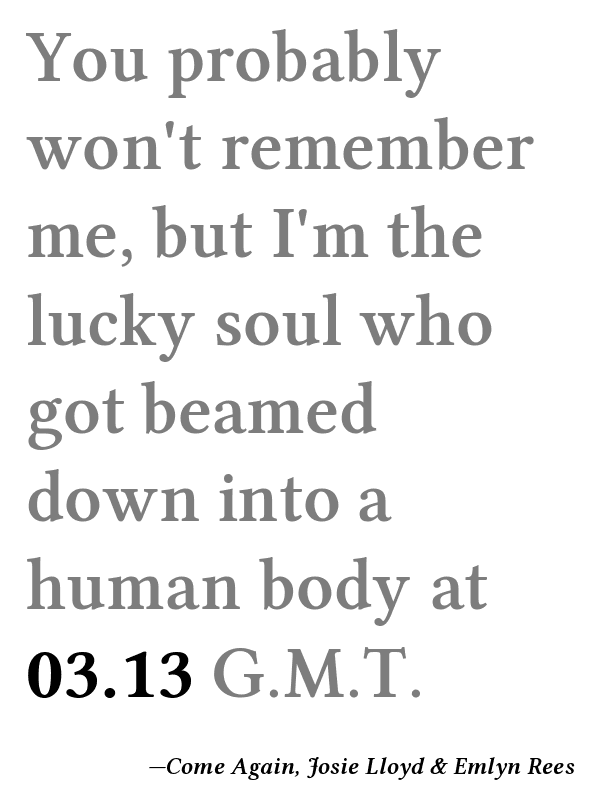 You probably
won't remember
me, but I'm the
lucky soul who
got beamed
down into a
human body at
03.13 G.M.T.
—Come Again, Josie Lloyd & Emlyn Rees